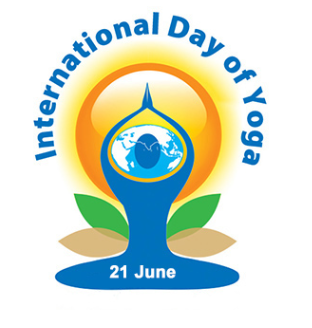 International Day of Yoga
21 June